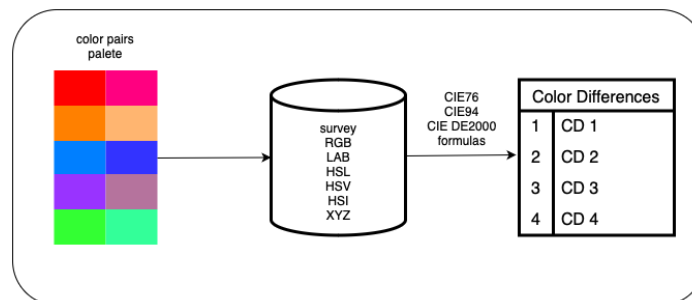 color pairs
palete
survey
RGB
LAB
HSL
HSV
HSI
XYZ
CIE76
CIE94
CIE DE2000
formulas
Color Differences
1 CD 1
2 CD 2
3 CD 3
4 CD 4